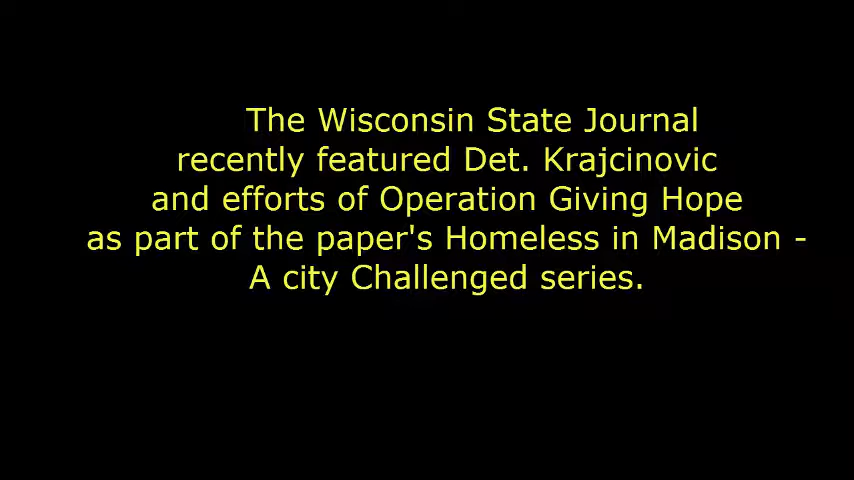 The Wisconsin State Journal
recently featured Det. Krajcinovic
and efforts of Operation Giving Hope
as part of the paper's Homeless in Madison -
A city Challenged series.